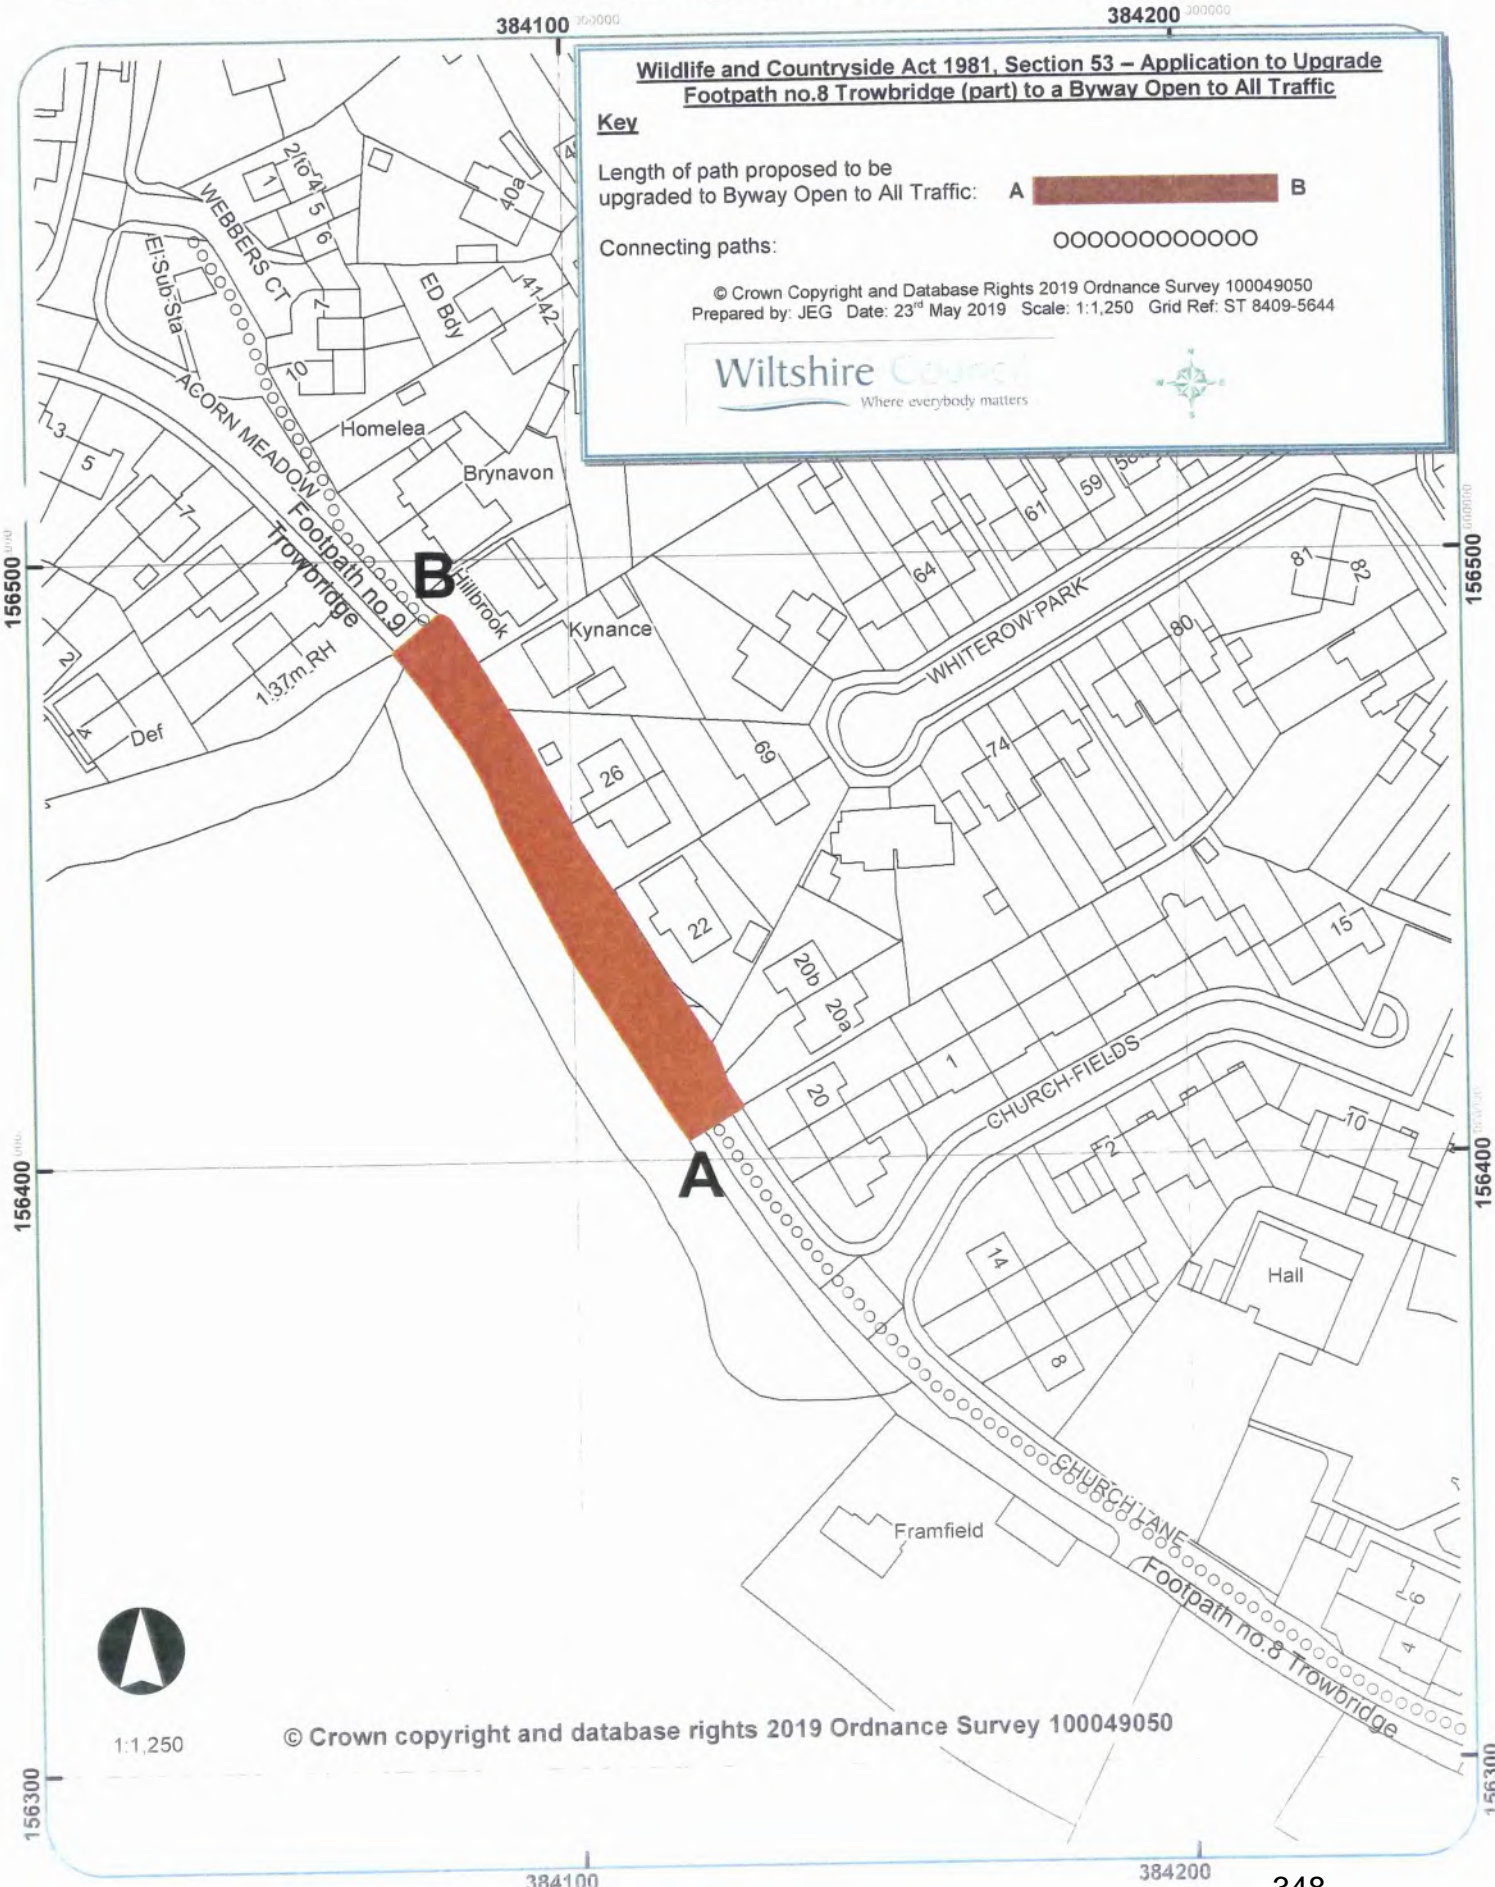 384100
384200
Wildlife and Countryside Act 1981, Section 53 – Application to Upgrade
Footpath no.8 Trowbridge (part) to a Byway Open to All Traffic
Key
Length of path proposed to be
upgraded to Byway Open to All Traffic: A B
Connecting paths:
© Crown Copyright and Database Rights 2019 Ordnance Survey 100049050
Prepared by: JEG Date: 23rd May 2019 Scale: 1:1,250 Grid Ref: ST 8409-5644
Wiltshire Council
Where everybody matters
N
W
E
S
2 to 4
1
5
6
7
10
40a
4
WEBBERS CT
El Sub Sta
ED Bdy
41-42
ACORN MEADOW
Homelea
Brynavon
3
5
7
61
59
64
81
82
Footpath no.9
Trowbridge
B
Hillbrook
Kynance
WHITEROW PARK
80
156500
156500
2
1.37m RH
4
Def
69
74
26
22
20b
20a
15
20
1
CHURCH FIELDS
2
10
156400
156400
A
14
8
Hall
CHURCH LANE
Framfield
Footpath no.8 Trowbridge
6
4
1:1,250
© Crown copyright and database rights 2019 Ordnance Survey 100049050
156300
156300
384100
384200
348